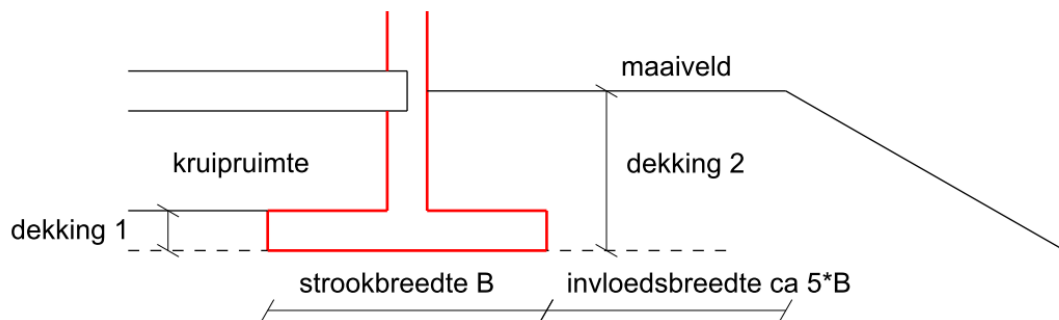 maaiveld
kruipruimte
dekking 2
dekking 1
strookbreedte B
invloedsbreedte ca 5*B